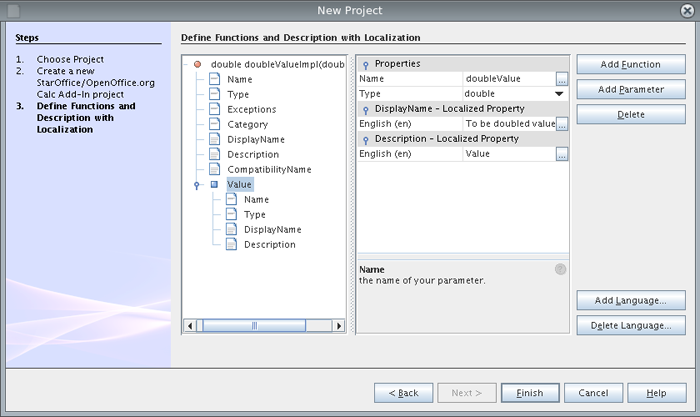 New Project
Steps
1. Choose Project
2. Create a new
StarOffice/OpenOffice.org
Calc Add-In project
3. Define Functions and
Description with
Localization
Define Functions and Description with Localization
double doubleValueImpl(doub
Name
Type
Exceptions
Category
DisplayName
Description
CompatibilityName
Value
Name
Type
DisplayName
Description
Properties
Name doubleValue ...
Type double
DisplayName - Localized Property
English (en) To be doubled value ...
Description - Localized Property
English (en) Value ...
Name
the name of your parameter.
?
Add Function
Add Parameter
Delete
Add Language...
Delete Language...
< Back
Next >
Finish
Cancel
Help